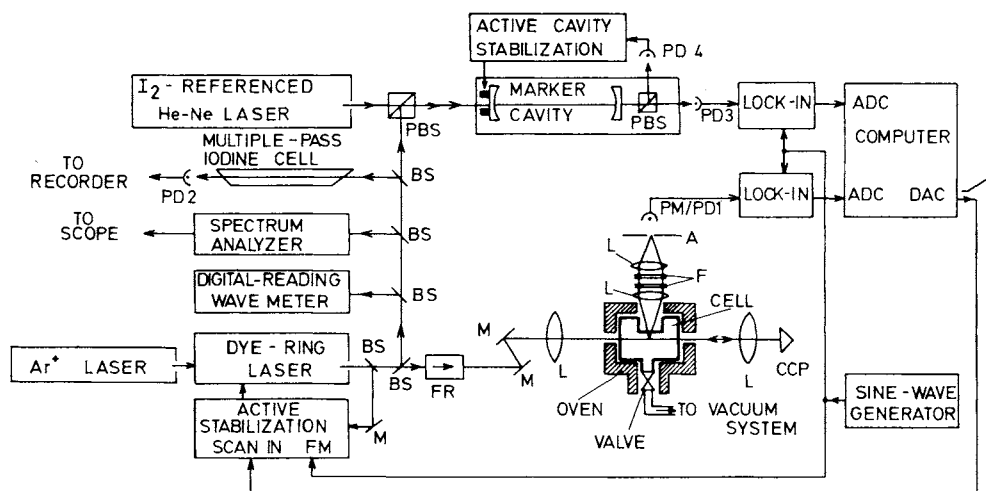 ACTIVE CAVITY
STABILIZATION
PD 4
I2-REFERENCED
He-Ne LASER
PBS
MARKER
CAVITY
PBS
PD3
LOCK-IN
ADC
COMPUTER
MULTIPLE-PASS
IODINE CELL
TO
RECORDER
PD2
BS
LOCK-IN
ADC DAC
PM/PD1
TO
SCOPE
SPECTRUM
ANALYZER
BS
A
L
F
L
DIGITAL-READING
WAVE METER
BS
CELL
M
Ar+ LASER
DYE-RING
LASER
BS
BS
FR
M
L
L
CCP
OVEN
VALVE
TO VACUUM
SYSTEM
SINE-WAVE
GENERATOR
ACTIVE
STABILIZATION
SCAN IN FM
M